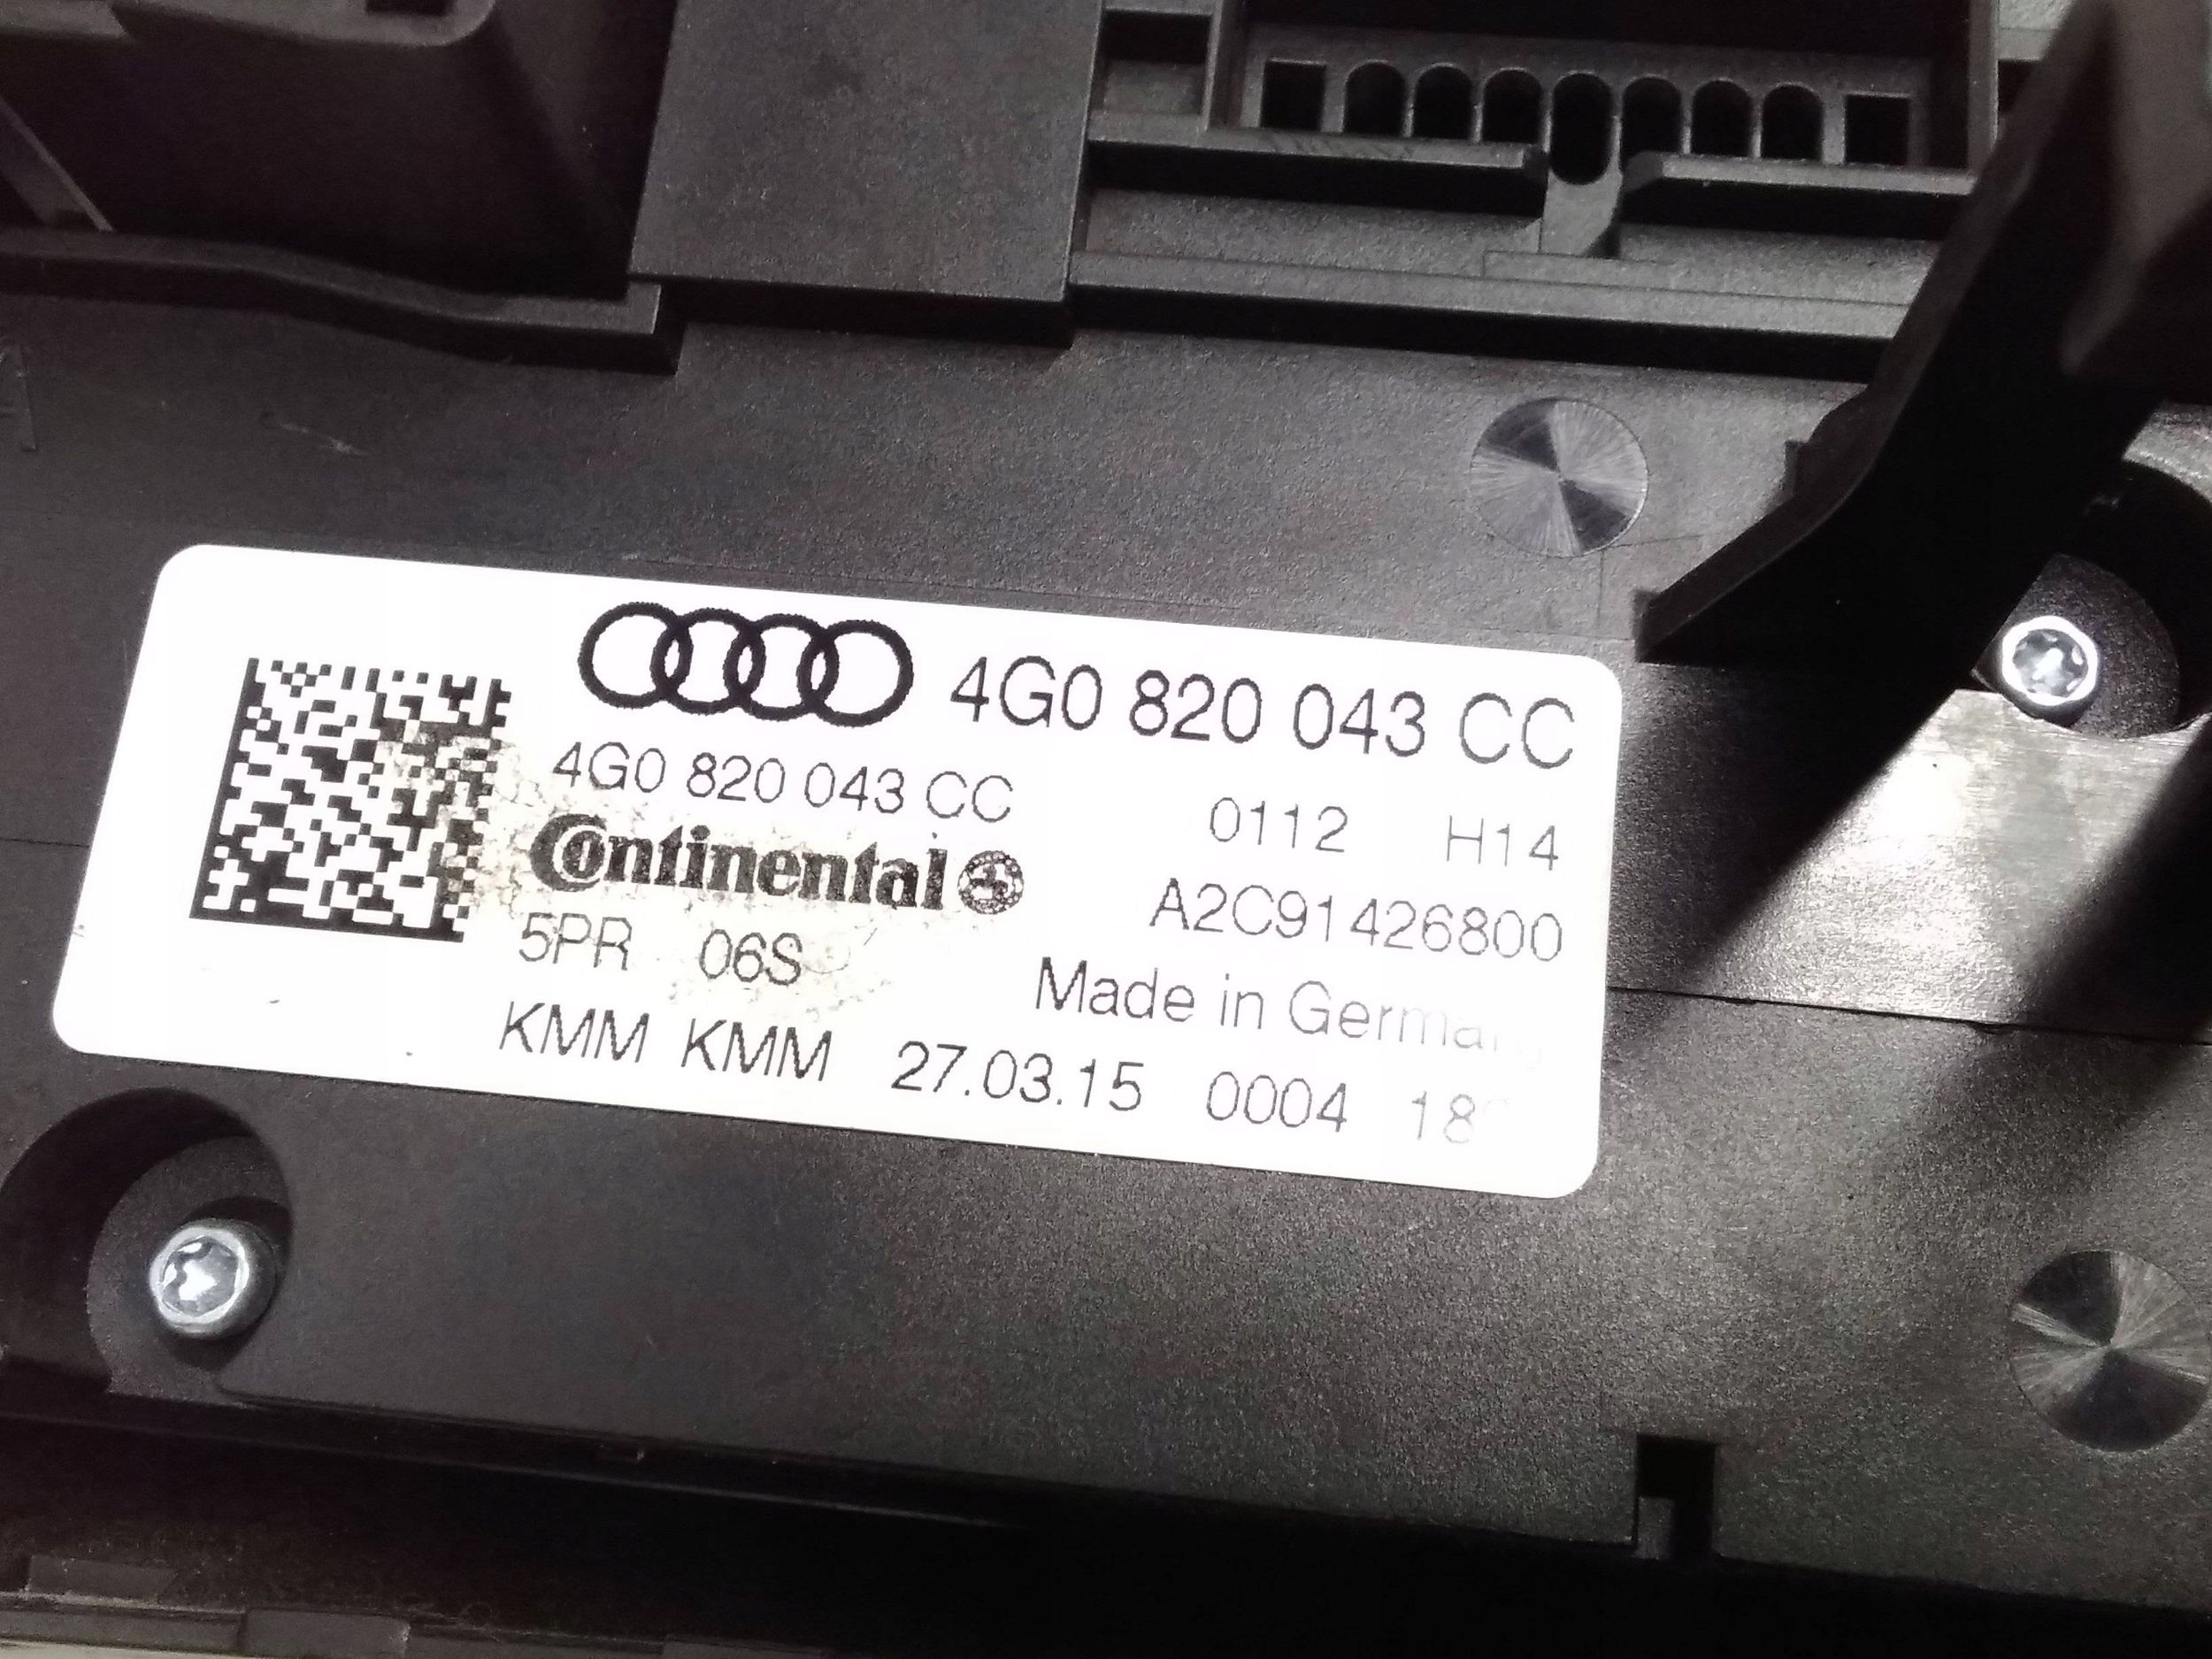 4G0 820 043 CC
4G0 820 043 CC
0112 H14
Continental
A2C91426800
5PR 06S
Made in
KMM KMM 27.03.15 0004